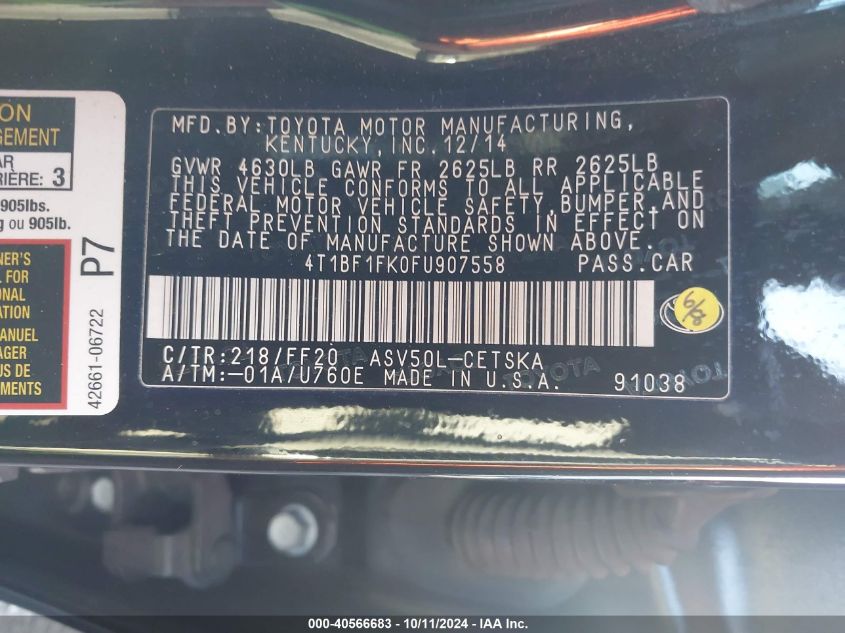 ON
GEMENT
AR
RIÈRE: 3
905lbs.
g ou 905lb.
NER'S
L FOR
IONAL
ATION
MANUEL
AGER
US DE
MENTS
P7
42661-06722
MFD.BY:TOYOTA MOTOR MANUFACTURING,
KENTUCKY, INC. 12/14
GVWR 4630LB GAWR FR 2625LB RR 2625LB
THIS VEHICLE CONFORMS TO ALL APPLICABLE
FEDERAL MOTOR VEHICLE SAFETY, BUMPER, AND
THEFT PREVENTION STANDARDS IN EFFECT ON
THE DATE OF MANUFACTURE SHOWN ABOVE.
4T1BF1FK0FU907558 PASS.CAR
C/TR:218/FF20 ASV50L-CETSKA
A/TM:-01A/U760E MADE IN U.S.A. 91038
000-40566683 - 10/11/2024 - IAA Inc.